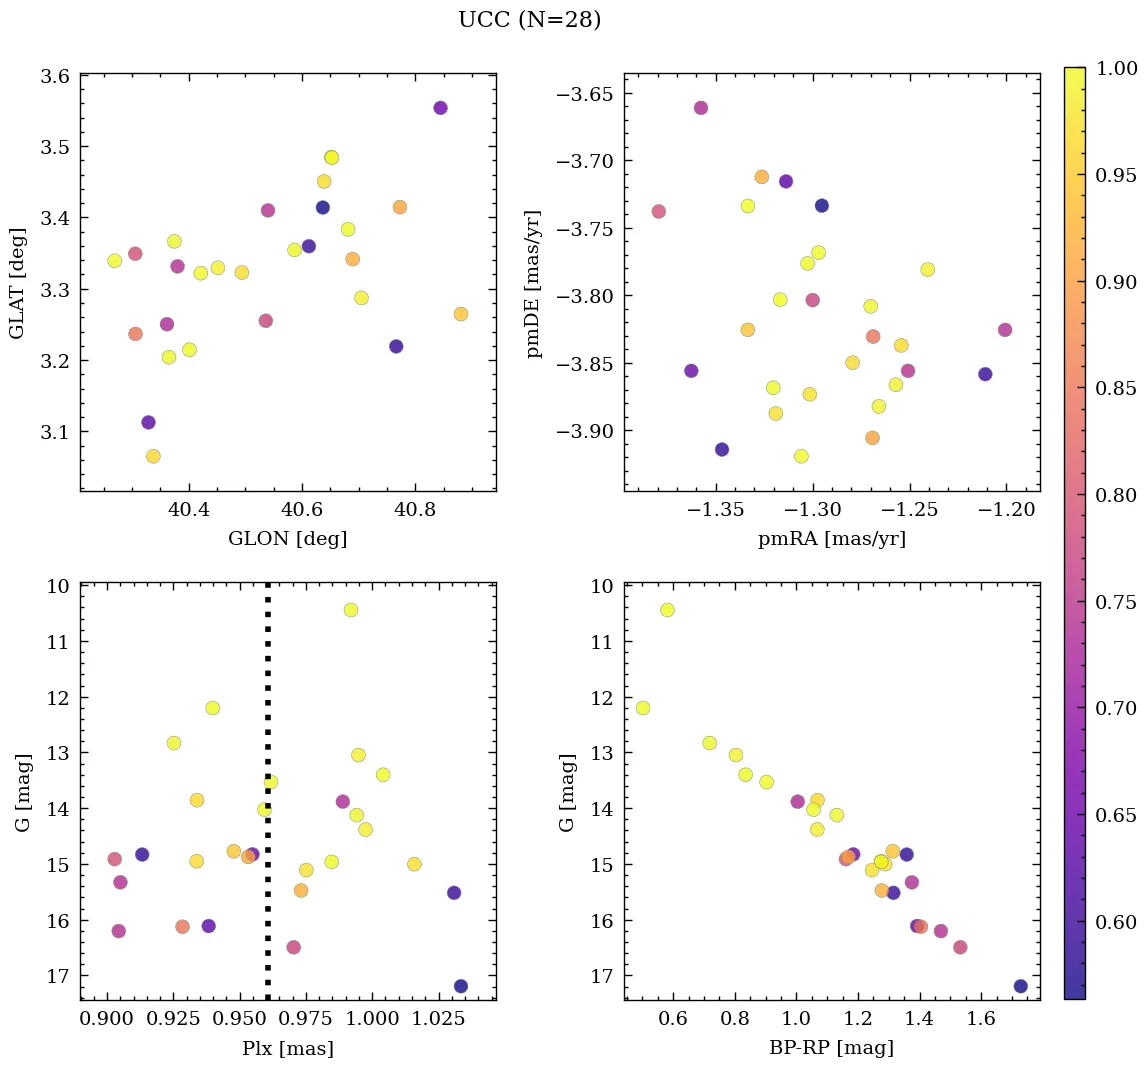 UCC (N=28)
3.6
3.5
3.4
3.3
3.2
3.1
GLAT [deg]
40.4 40.6 40.8
GLON [deg]
−3.65
−3.70
−3.75
−3.80
−3.85
−3.90
pmDE [mas/yr]
−1.35 −1.30 −1.25 −1.20
pmRA [mas/yr]
10
11
12
13
14
15
16
17
G [mag]
0.900 0.925 0.950 0.975 1.000 1.025
Plx [mas]
10
11
12
13
14
15
16
17
G [mag]
0.6 0.8 1.0 1.2 1.4 1.6
BP-RP [mag]
1.00
0.95
0.90
0.85
0.80
0.75
0.70
0.65
0.60